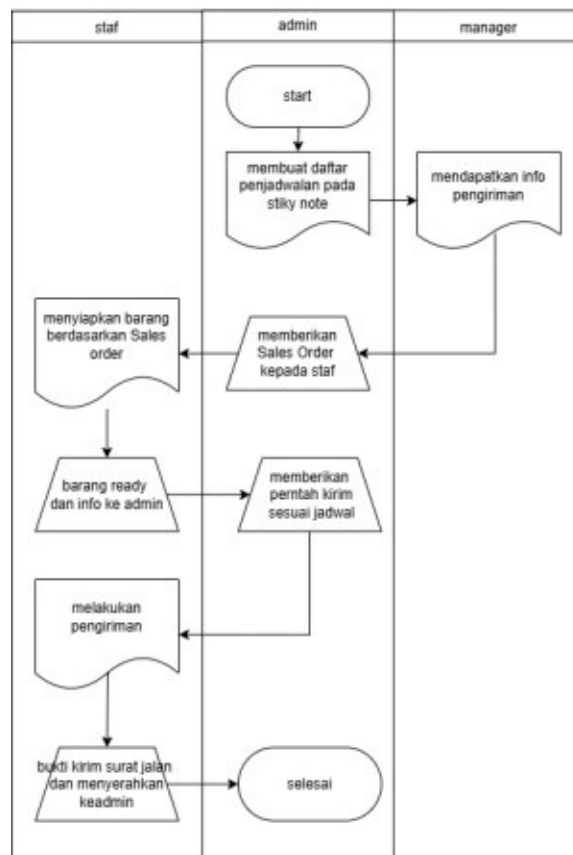 staf
admin
manager
start
membuat daftar
penjadwalan pada
stiky note
mendapatkan info
pengiriman
menyiapkan barang
berdasarkan Sales
order
memberikan
Sales Order
kepada staf
barang ready
dan info ke admin
memberikan
perntah kirim
sesuai jadwal
melakukan
pengiriman
bukti kirim surat jalan
dan menyerahkan
keadmin
selesai